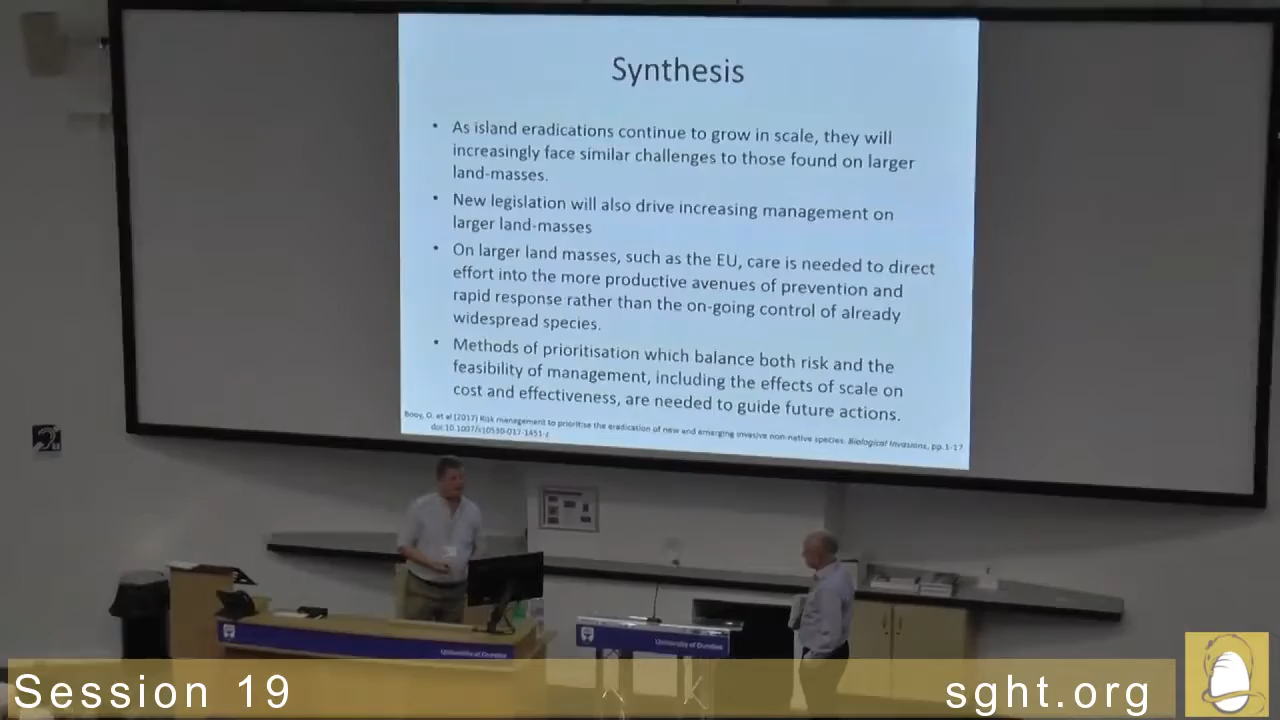 Synthesis
• As island eradications continue to grow in scale, they will
increasingly face similar challenges to those found on larger
land-masses.
• New legislation will also drive increasing management on
larger land-masses
• On larger land masses, such as the EU, care is needed to direct
effort into the more productive avenues of prevention and
rapid response rather than the on-going control of already
widespread species.
• Methods of prioritisation which balance both risk and the
feasibility of management, including the effects of scale on
cost and effectiveness, are needed to guide future actions.
Booy, O. et al (2017) Risk management to prioritise the eradication of new and emerging invasive non-native species. Biological Invasions, pp.1-17
doi:10.1007/s10530-017-1451-z
University of Dundee
University of Dundee
Session 19
sght.org